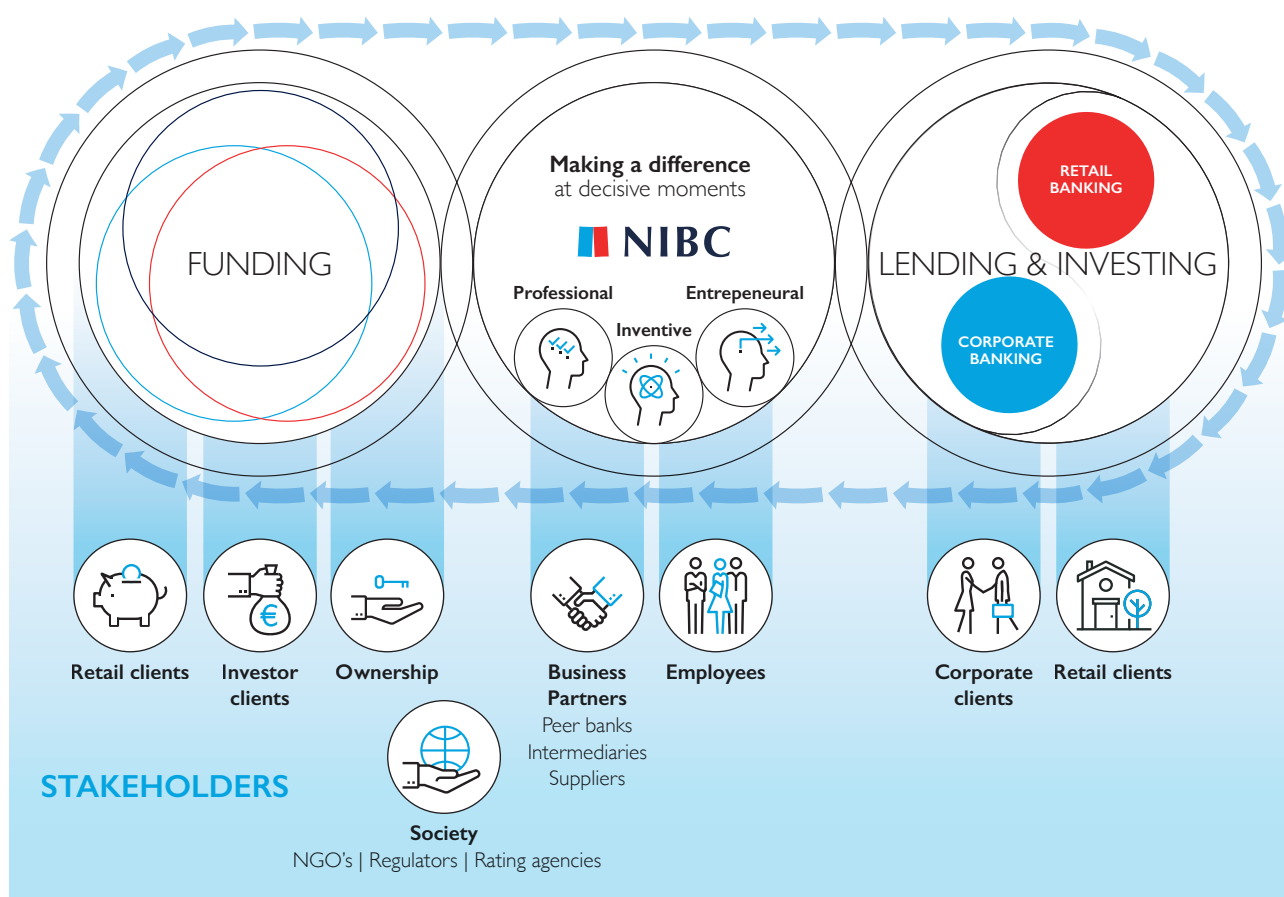 FUNDING
Making a difference
at decisive moments
NIBC
Professional
Inventive
Entrepeneural
LENDING & INVESTING
RETAIL
BANKING
CORPORATE
BANKING
€
Retail clients
Investor
clients
Ownership
Business
Partners
Peer banks
Intermediaries
Suppliers
Employees
Corporate
clients
Retail clients
STAKEHOLDERS
Society
NGO's | Regulators | Rating agencies